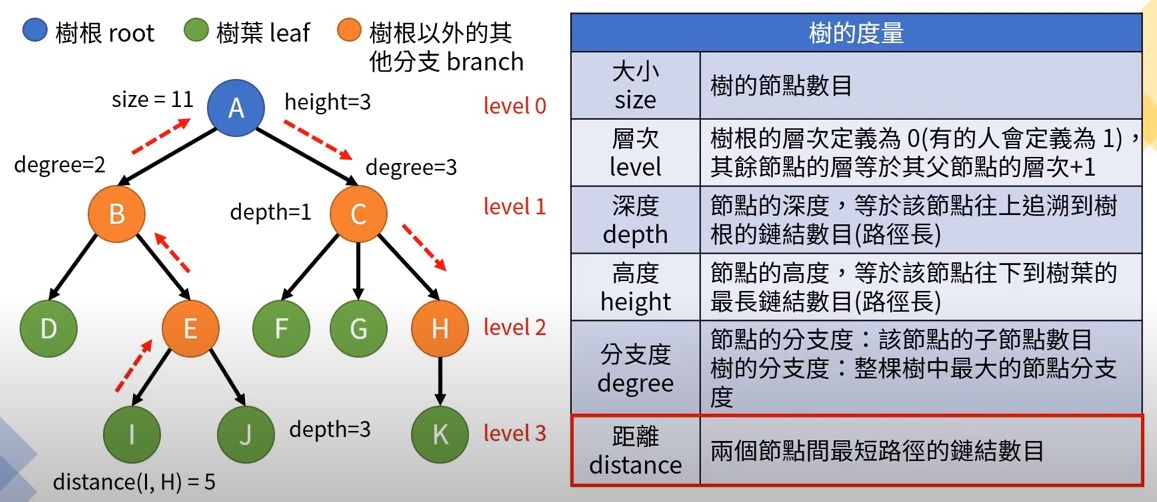 樹根 root
樹葉 leaf
樹根以外的其
他分支 branch
size = 11
A
height=3
level 0
degree=2
degree=3
B
depth=1
C
level 1
D
E
F
G
H
level 2
I
J
depth=3
K
level 3
distance(I, H) = 5
樹的度量
大小
size
樹的節點數目
層次
level
樹根的層次定義為 0(有的人會定義為 1)，
其餘節點的層等於其父節點的層次+1
深度
depth
節點的深度，等於該節點往上追溯到樹
根的鏈結數目(路徑長)
高度
height
節點的高度，等於該節點往下到樹葉的
最長鏈結數目(路徑長)
分支度
degree
節點的分支度：該節點的子節點數目
樹的分支度：整棵樹中最大的節點分支
度
距離
distance
兩個節點間最短路徑的鏈結數目